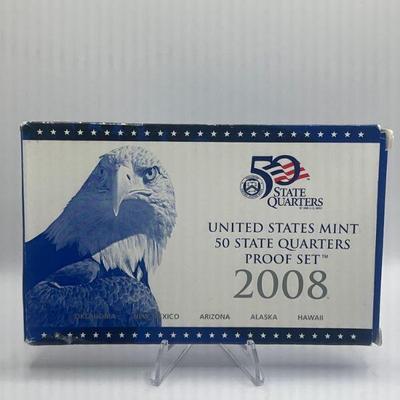 50
STATE
QUARTERS
UNITED STATES MINT
50 STATE QUARTERS
PROOF SET™
2008
OKLAHOMA NEW MEXICO ARIZONA ALASKA HAWAII